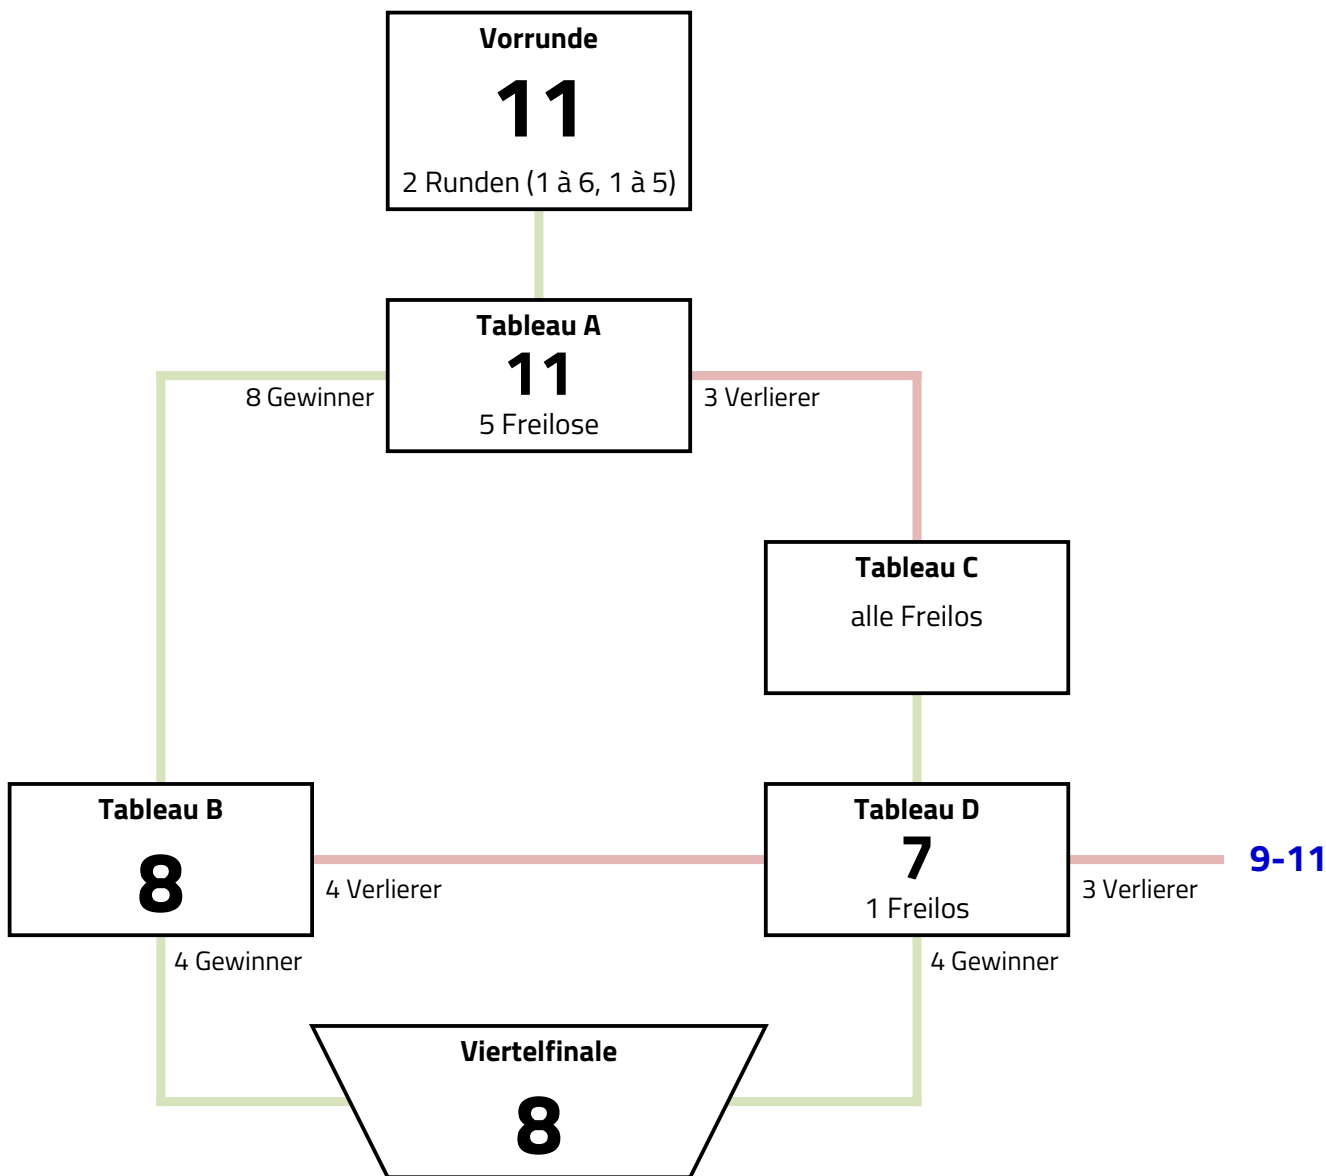 Vorrunde
11
2 Runden (1 à 6, 1 à 5)
Tableau A
11
5 Freilose
8 Gewinner
3 Verlierer
Tableau C
alle Freilos
Tableau B
8
4 Verlierer
4 Gewinner
Tableau D
7
1 Freilos
3 Verlierer
9-11
4 Gewinner
Viertelfinale
8